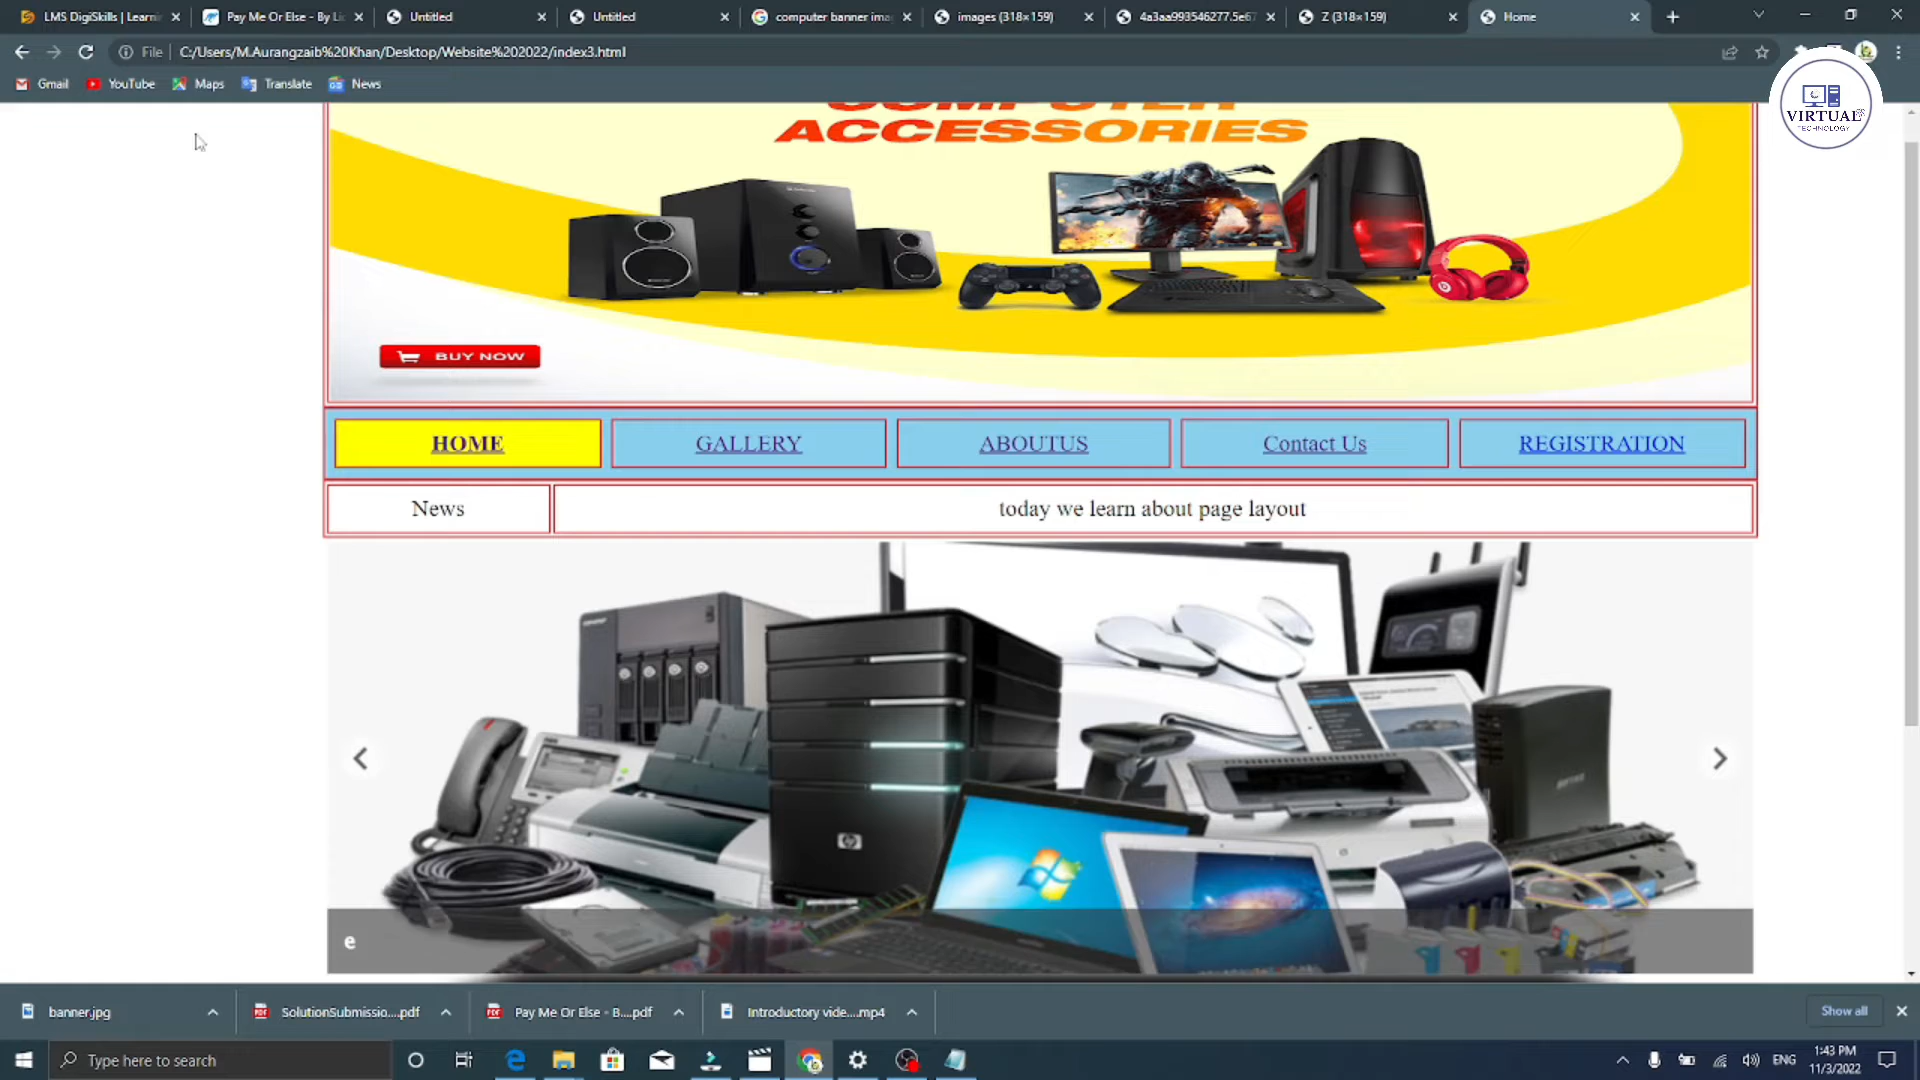 LMS DigiSkills | Learni
Pay Me Or Else - By Li
Untitled
Untitled
computer banner ima
images (318×159)
4a3aa993546277.5e67
Z (318×159)
Home
File
C:/Users/M.Aurangzaib%20Khan/Desktop/Website%202022/index3.html
Gmail
YouTube
Maps
Translate
News
VIRTUAL
TECHNOLOGY
COMPUTER
ACCESSORIES
BUY NOW
HOME
GALLERY
ABOUTUS
Contact Us
REGISTRATION
News
today we learn about page layout
e
banner.jpg
SolutionSubmissio....pdf
Pay Me Or Else - B....pdf
Introductory vide....mp4
Show all
Type here to search
ENG
1:43 PM
11/3/2022